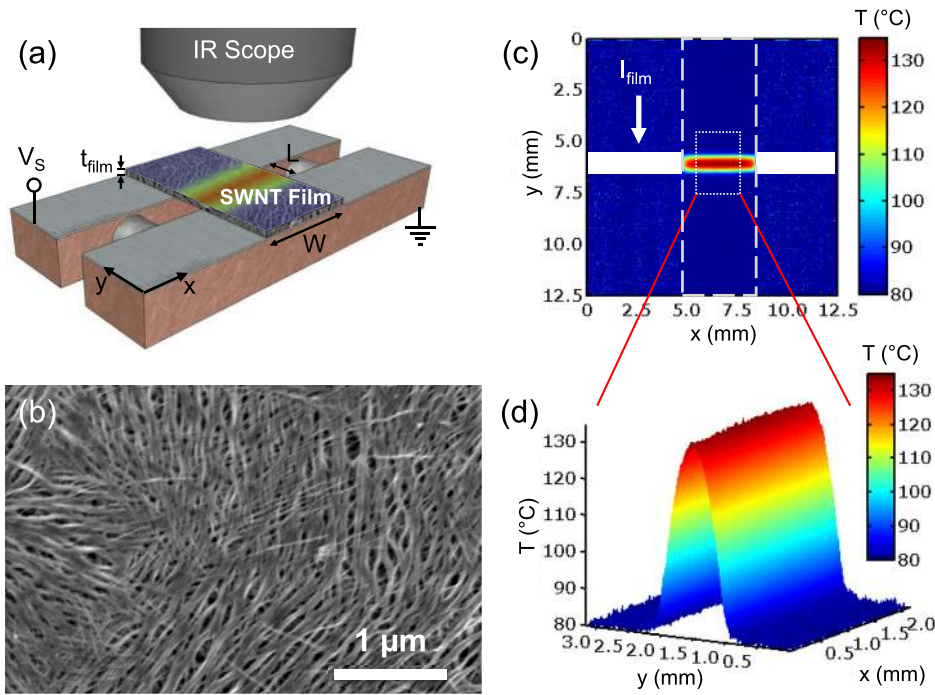 (a)
IR Scope
V_S
t_film
L
SWNT Film
W
y
x
(b)
1 µm
(c)
T (°C)
I_film
0
2.5
5.0
7.5
10.0
12.5
y (mm)
0
2.5
5.0
7.5
10.0
12.5
x (mm)
130
120
110
100
90
80
(d)
T (°C)
130
120
110
100
90
80
T (°C)
130
120
110
100
90
80
3.0
2.5
2.0
1.5
1.0
0.5
y (mm)
0.5
1.0
1.5
2.0
x (mm)